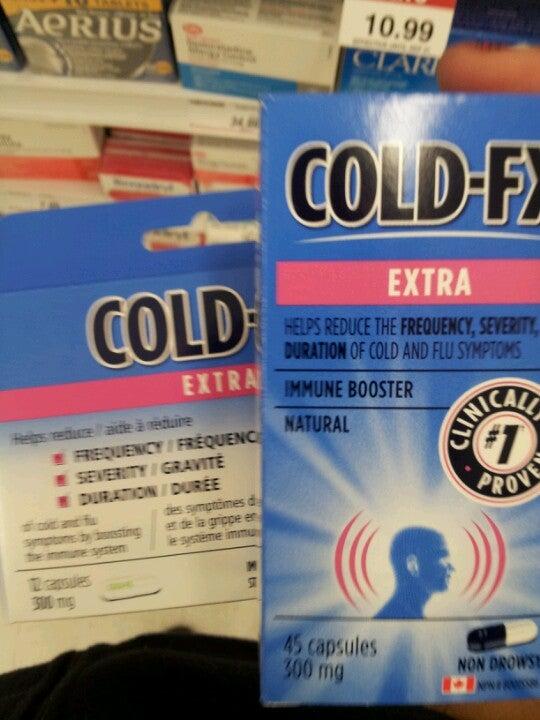 AERIUS
10.99
CLARI
COLD-FX
EXTRA
HELPS REDUCE THE FREQUENCY, SEVERITY,
DURATION OF COLD AND FLU SYMPTOMS
IMMUNE BOOSTER
NATURAL
CLINICALLY
#1
PROVEN
45 capsules
300 mg
NON DROWSY
COLD-
EXTRA
Helps reduce / aide à réduire
FREQUENCY / FRÉQUENC
SEVERITY / GRAVITÉ
DURATION / DURÉE
of cold and flu
symptoms by boosting
the immune system
des symptômes d
et de la grippe en
le système immu
12 capsules
300 mg